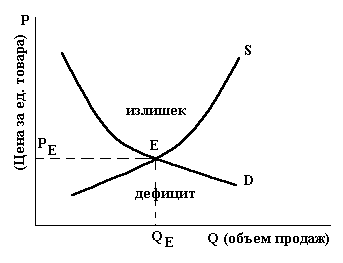 P
(Цена за ед. товара)
S
излишек
P E
E
D
дефицит
Q E
Q (объем продаж)